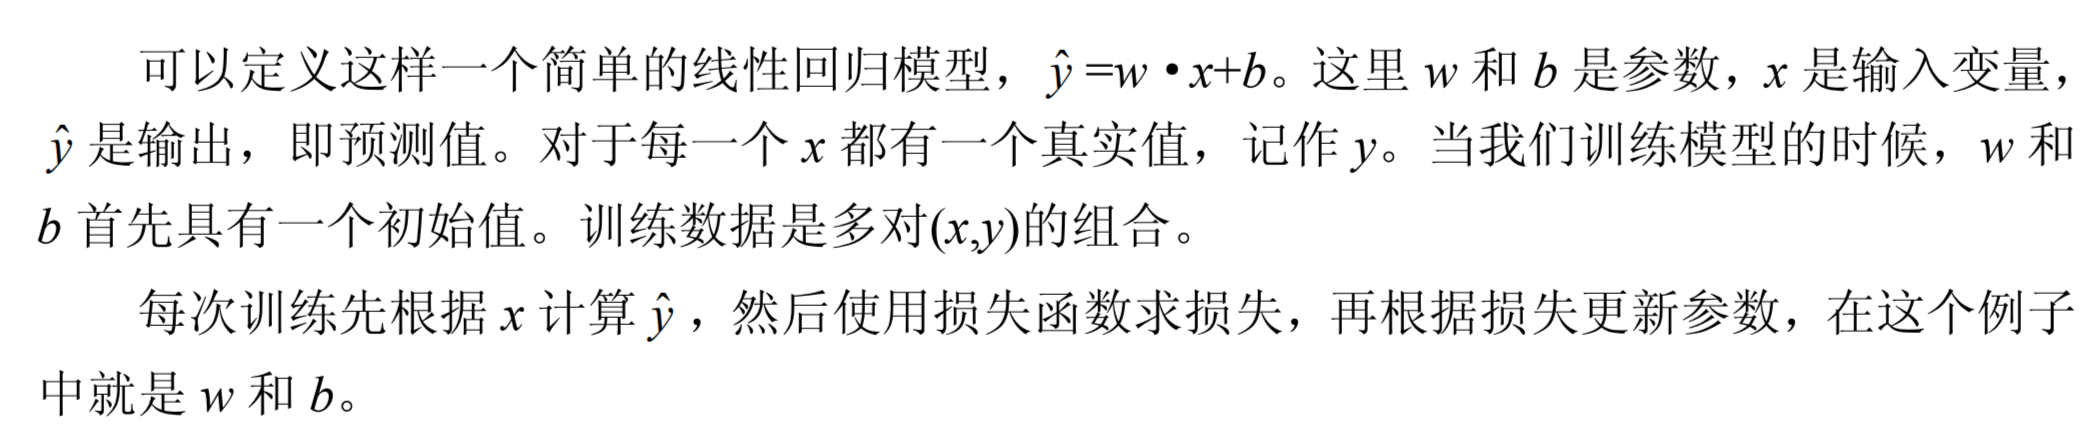 可以定义这样一个简单的线性回归模型，ŷ=w•x+b。这里 w 和 b 是参数，x 是输入变量，
ŷ 是输出，即预测值。对于每一个 x 都有一个真实值，记作 y。当我们训练模型的时候，w 和
b 首先具有一个初始值。训练数据是多对(x,y)的组合。
每次训练先根据 x 计算 ŷ，然后使用损失函数求损失，再根据损失更新参数，在这个例子
中就是 w 和 b。